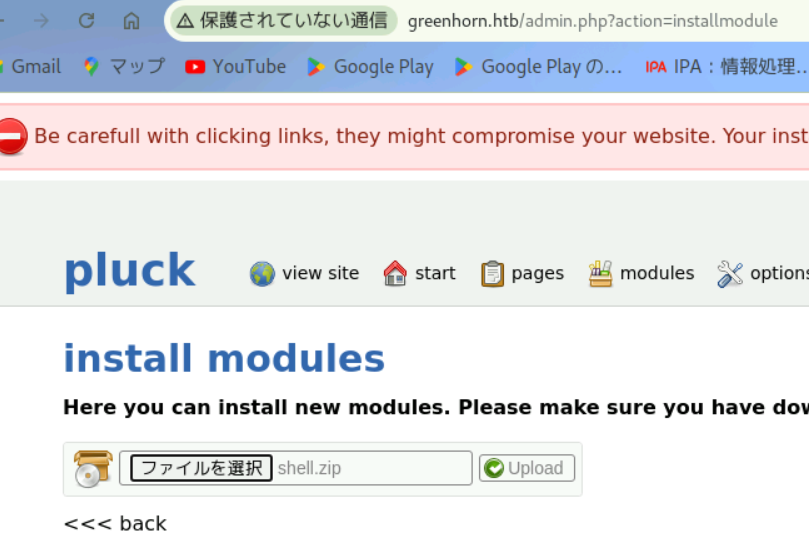 保護されていない通信 greenhorn.htb/admin.php?action=installmodule
Gmail マップ YouTube Google Play Google Play の... IPA IPA：情報処理...
Be carefull with clicking links, they might compromise your website. Your inst
pluck view site start pages modules options
install modules
Here you can install new modules. Please make sure you have dow
ファイルを選択 shell.zip Upload
<<< back